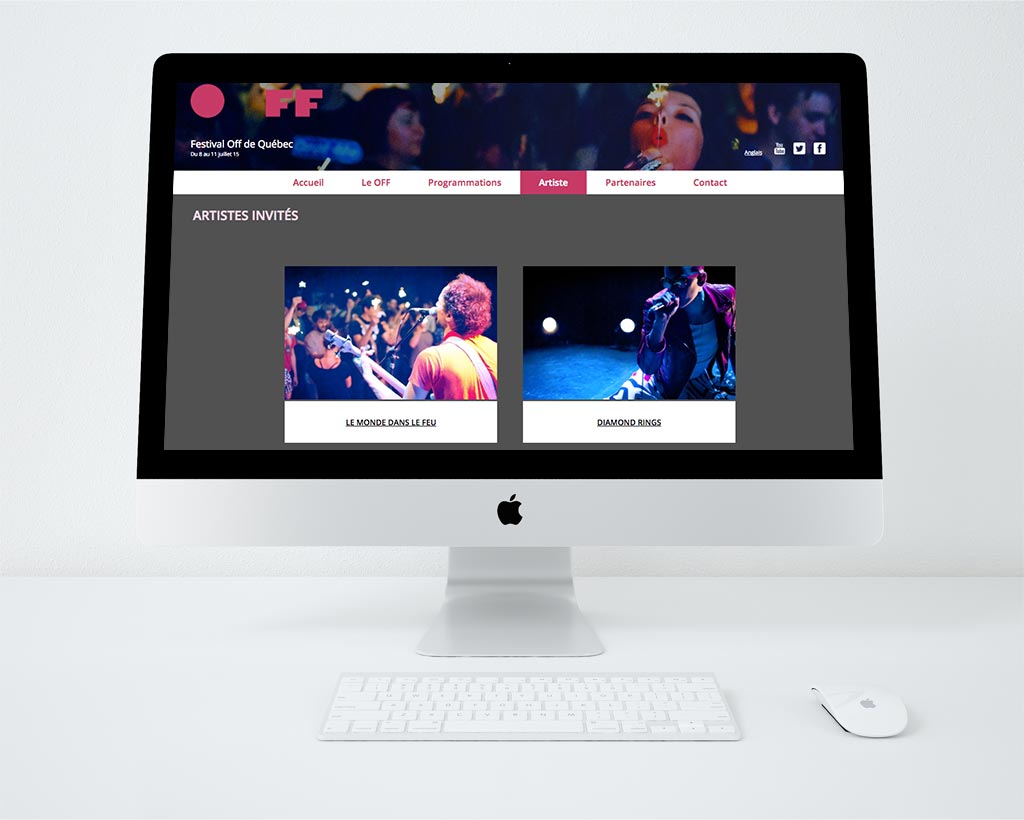 FF
Festival Off de Québec
Du 8 au 11 juillet 15
Anglais
You Tube
Accueil Le OFF Programmations Artiste Partenaires Contact
ARTISTES INVITÉS
LE MONDE DANS LE FEU
DIAMOND RINGS